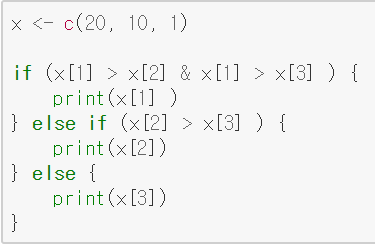 x <- c(20, 10, 1)

if (x[1] > x[2] & x[1] > x[3] ) {
   print(x[1] )
} else if (x[2] > x[3] ) {
   print(x[2])
} else {
   print(x[3])
}